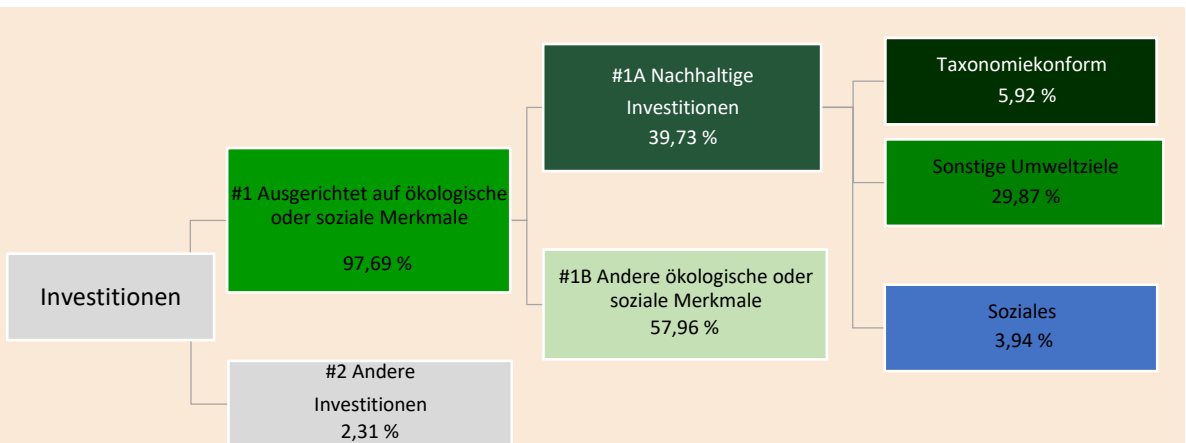 Investitionen
#1 Ausgerichtet auf ökologische
oder soziale Merkmale
97,69 %
#2 Andere
Investitionen
2,31 %
#1A Nachhaltige
Investitionen
39,73 %
#1B Andere ökologische oder
soziale Merkmale
57,96 %
Taxonomiekonform
5,92 %
Sonstige Umweltziele
29,87 %
Soziales
3,94 %